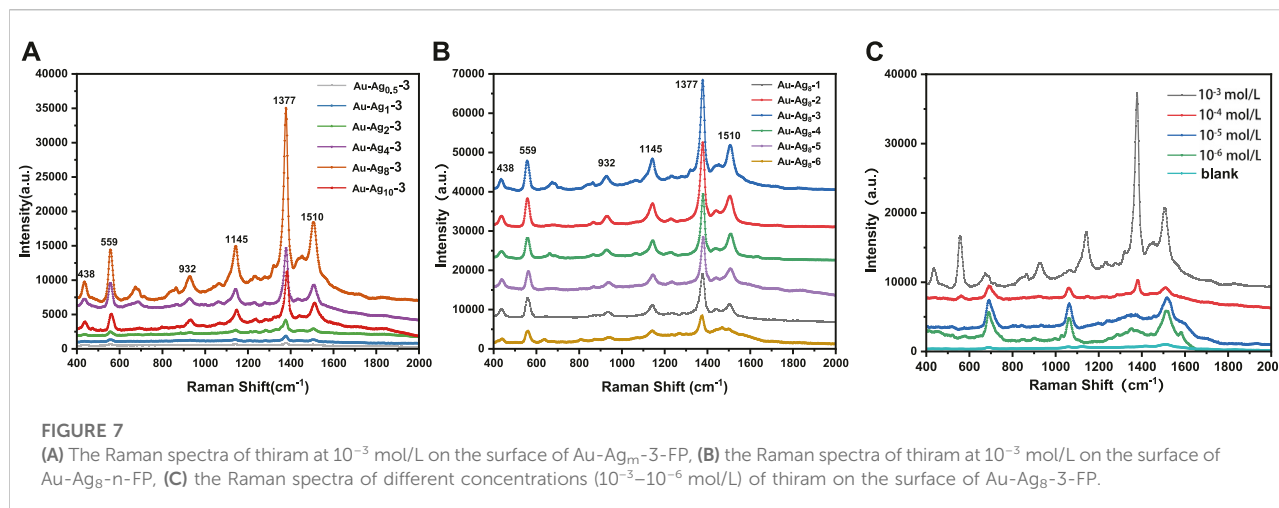 A
Intensity(a.u.)
40000
35000
30000
25000
20000
15000
10000
5000
0
400 600 800 1000 1200 1400 1600 1800 2000
Raman Shift(cm⁻¹)
438
559
932
1145
1377
1510
Au-Ag₀.₅-3
Au-Ag₁-3
Au-Ag₂-3
Au-Ag₄-3
Au-Ag₈-3
Au-Ag₁₀-3
B
Intensity (a.u.)
70000
60000
50000
40000
30000
20000
10000
0
400 600 800 1000 1200 1400 1600 1800 2000
Raman Shift(cm⁻¹)
438
559
932
1145
1377
1510
Au-Ag₈-1
Au-Ag₈-2
Au-Ag₈-3
Au-Ag₈-4
Au-Ag₈-5
Au-Ag₈-6
C
Intensity (a.u.)
40000
30000
20000
10000
0
400 600 800 1000 1200 1400 1600 1800 2000
Raman Shift (cm⁻¹)
10⁻³ mol/L
10⁻⁴ mol/L
10⁻⁵ mol/L
10⁻⁶ mol/L
blank
FIGURE 7
(A) The Raman spectra of thiram at 10⁻³ mol/L on the surface of Au-Agₘ-3-FP, (B) the Raman spectra of thiram at 10⁻³ mol/L on the surface of
Au-Ag₈-n-FP, (C) the Raman spectra of different concentrations (10⁻³–10⁻⁶ mol/L) of thiram on the surface of Au-Ag₈-3-FP.